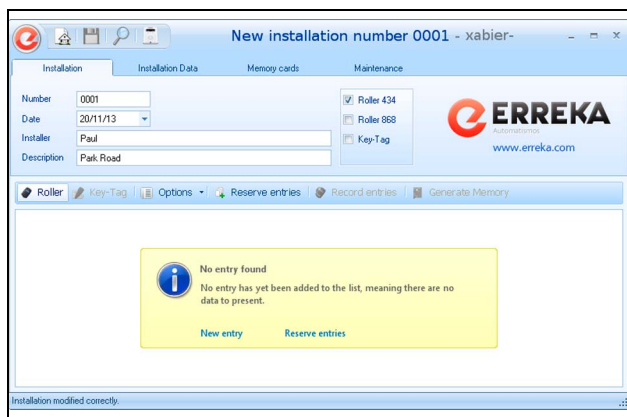 New installation number 0001 - xabier-
Installation Installation Data Memory cards Maintenance
Number 0001
Date 20/11/13
Installer Paul
Description Park Road
Roller 434
Roller 868
Key-Tag
ERREKA
Automatismos
www.erreka.com
Roller Key-Tag Options Reserve entries Record entries Generate Memory
No entry found
No entry has yet been added to the list, meaning there are no
data to present.
New entry Reserve entries
Installation modified correctly.